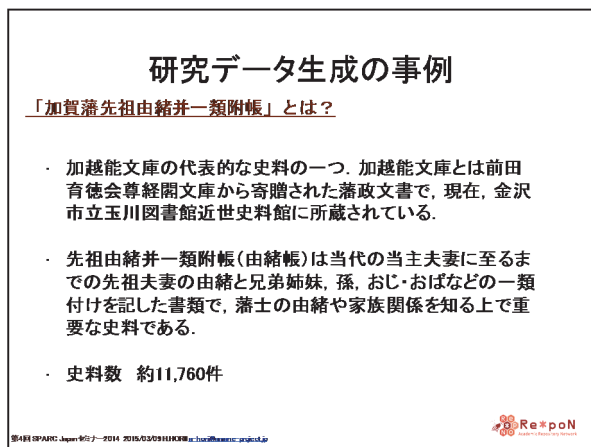 研究データ生成の事例
「加賀藩先祖由緒并一類附帳」とは？
・ 加越能文庫の代表的な史料の一つ．加越能文庫とは前田
育徳会尊経閣文庫から寄贈された藩政文書で，現在，金沢
市立玉川図書館近世史料館に所蔵されている．
・ 先祖由緒并一類附帳（由緒帳）は当代の当主夫妻に至るま
での先祖夫妻の由緒と兄弟姉妹，孫，おじ・おばなどの一類
付けを記した書類で，藩士の由緒や家族関係を知る上で重
要な史料である．
・ 史料数　約11,760件
第4回 SPARC Japanセミナー2014 2015/03/09 H.HORII
Re*poN
Academic Repository Network